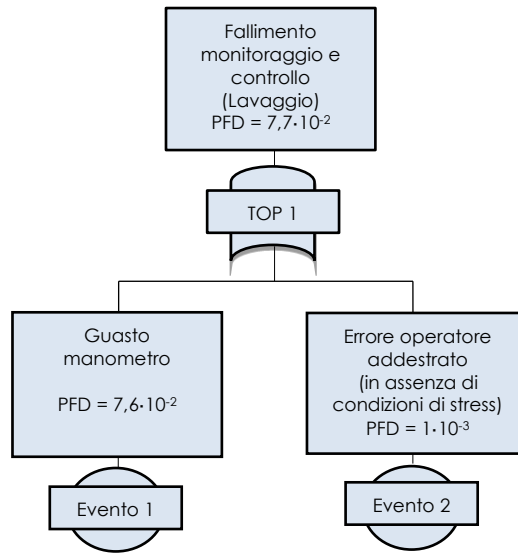 Fallimento
monitoraggio e
controllo
(Lavaggio)
PFD = 7,7·10⁻²
TOP 1
Guasto
manometro
PFD = 7,6·10⁻²
Evento 1
Errore operatore
addestrato
(in assenza di
condizioni di stress)
PFD = 1·10⁻³
Evento 2